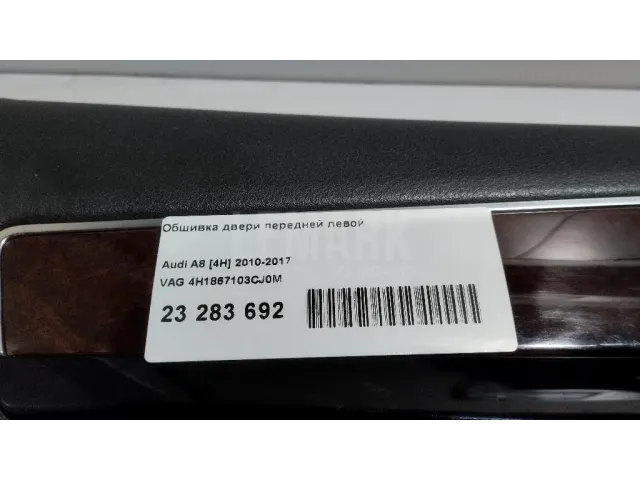 Обшивка двери передней левой
Audi A8 [4H] 2010-2017
VAG 4H1867103CJ0M
23 283 692